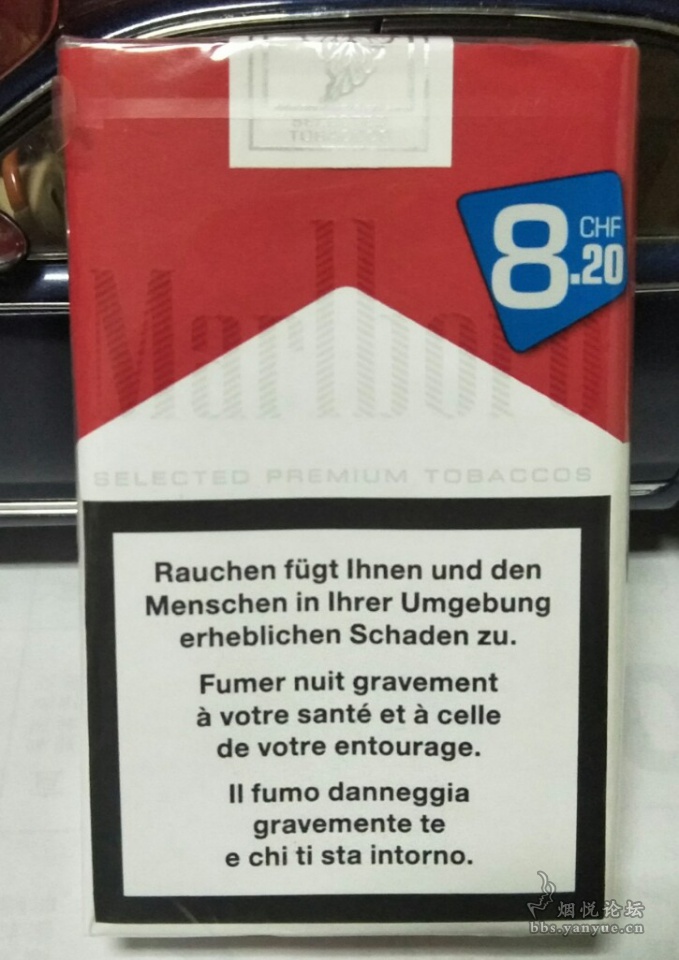 CHF
8.20
Marlboro
SELECTED PREMIUM TOBACCOS
Rauchen fügt Ihnen und den
Menschen in Ihrer Umgebung
erheblichen Schaden zu.
Fumer nuit gravement
à votre santé et à celle
de votre entourage.
Il fumo danneggia
gravemente te
e chi ti sta intorno.
烟悦论坛
bbs.yanyue.cn